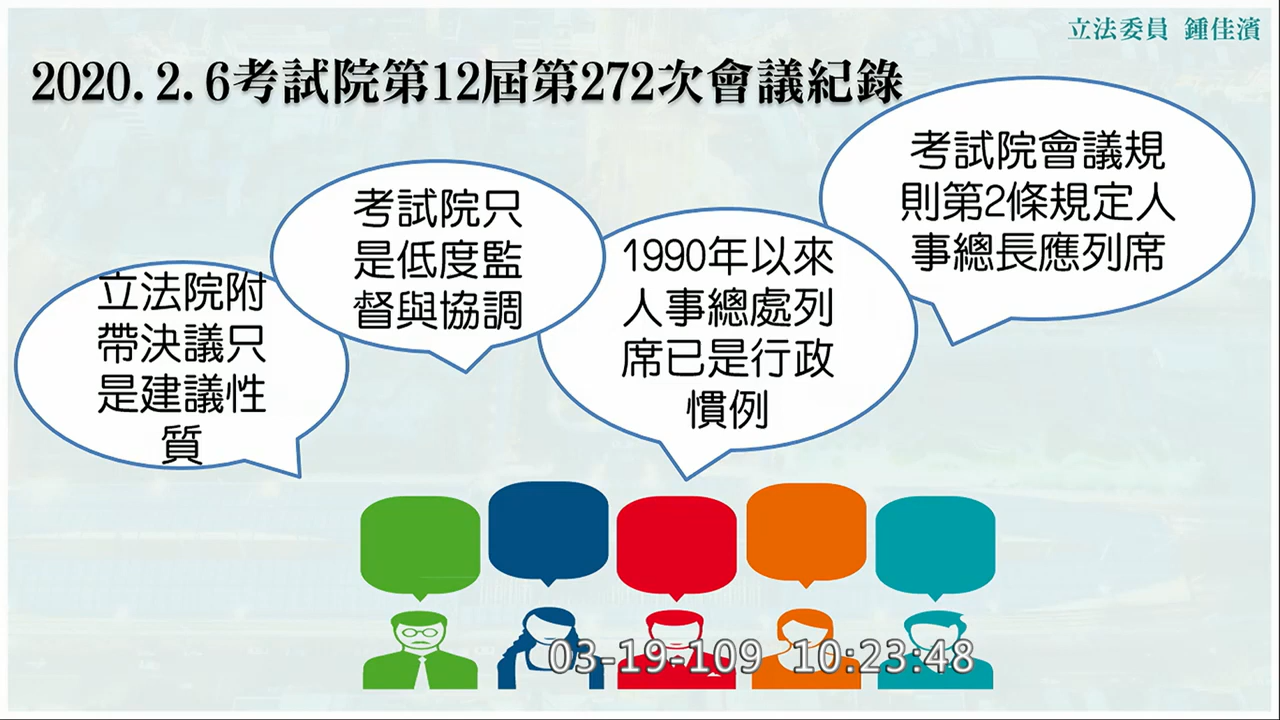 立法委員 鍾佳濱
2020.2.6考試院第12屆第272次會議紀錄
立法院附
帶決議只
是建議性
質
考試院只
是低度監
督與協調
1990年以來
人事總處列
席已是行政
慣例
考試院會議規
則第2條規定人
事總長應列席
03-19-109 10:23:48